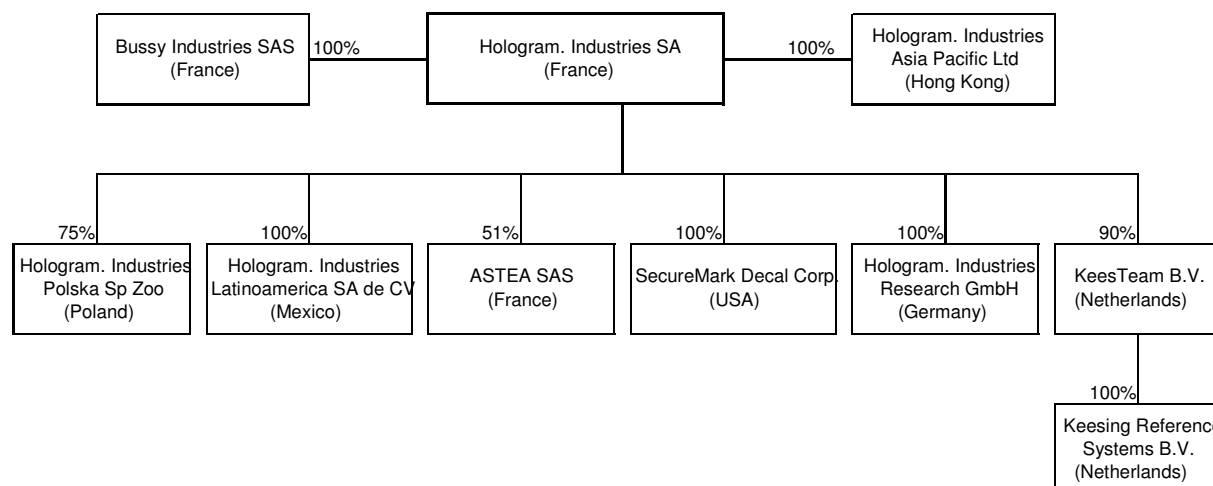 Bussy Industries SAS
(France)
100%
Hologram. Industries SA
(France)
100%
Hologram. Industries
Asia Pacific Ltd
(Hong Kong)
75%
Hologram. Industries
Polska Sp Zoo
(Poland)
100%
Hologram. Industries
Latinoamerica SA de CV
(Mexico)
51%
ASTEA SAS
(France)
100%
SecureMark Decal Corp.
(USA)
100%
Hologram. Industries
Research GmbH
(Germany)
90%
KeesTeam B.V.
(Netherlands)
100%
Keesing Reference
Systems B.V.
(Netherlands)